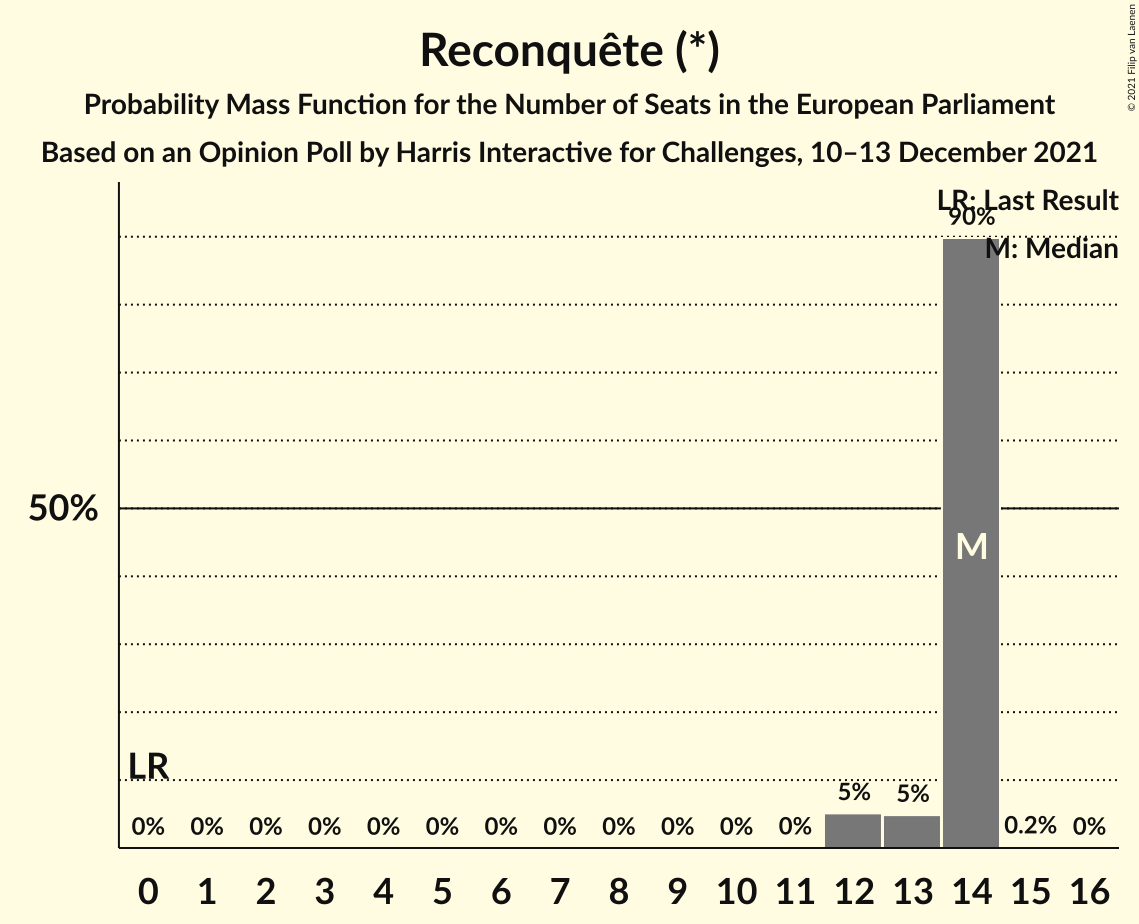 Reconquête (*)
Probability Mass Function for the Number of Seats in the European Parliament
Based on an Opinion Poll by Harris Interactive for Challenges, 10–13 December 2021
© 2021 Filip van Laenen
LR: Last Result
90%
M: Median
50%
M
LR
5% 5%
0% 0% 0% 0% 0% 0% 0% 0% 0% 0% 0% 0% 0.2% 0%
0 1 2 3 4 5 6 7 8 9 10 11 12 13 14 15 16